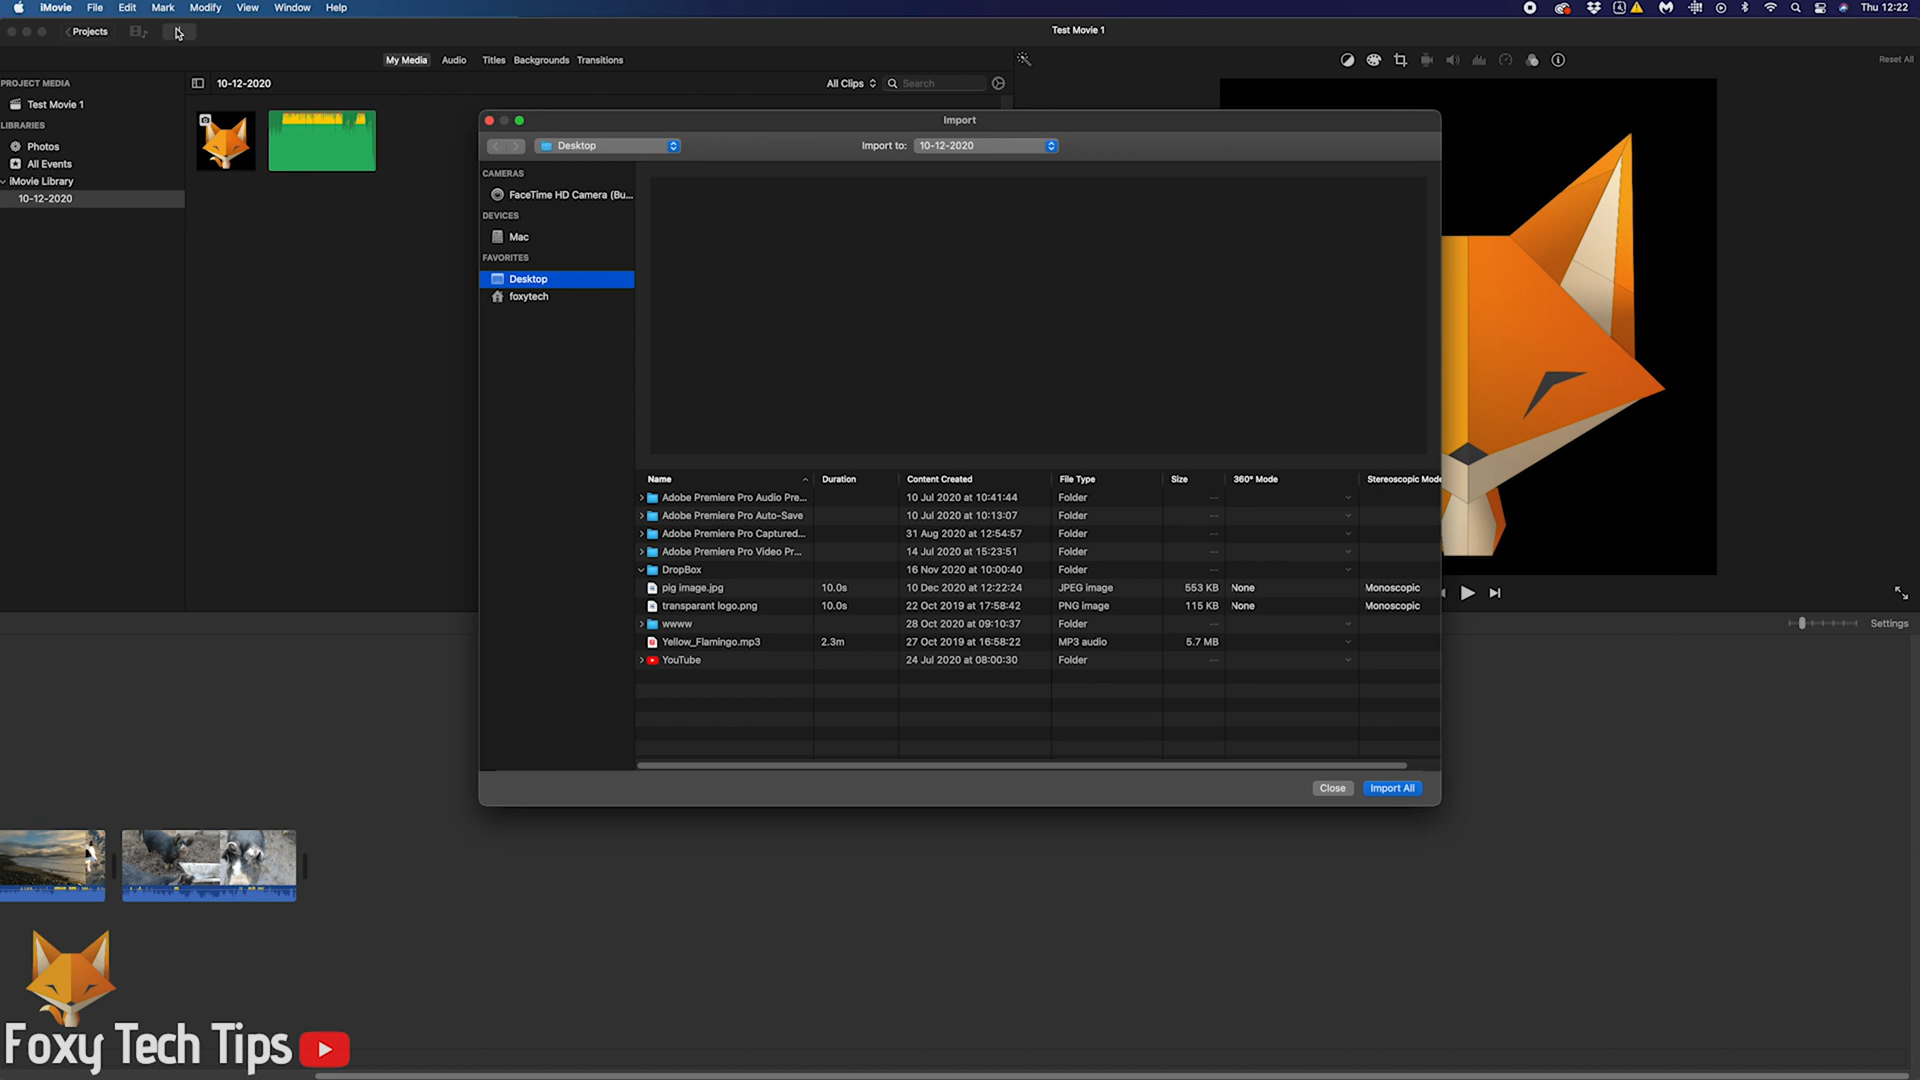 iMovie File Edit Mark Modify View Window Help Thu 12:22
Projects Test Movie 1
My Media Audio Titles Backgrounds Transitions Reset All
PROJECT MEDIA 10-12-2020 All Clips Search
Test Movie 1
LIBRARIES
Photos
All Events
iMovie Library
10-12-2020
Import
Desktop Import to: 10-12-2020
CAMERAS
FaceTime HD Camera (Bu...
DEVICES
Mac
FAVORITES
Desktop
foxytech
Name Duration Content Created File Type Size 360° Mode Stereoscopic Mode
Adobe Premiere Pro Audio Pre... 10 Jul 2020 at 10:41:44 Folder --
Adobe Premiere Pro Auto-Save 10 Jul 2020 at 10:13:07 Folder --
Adobe Premiere Pro Captured... 31 Aug 2020 at 12:54:57 Folder --
Adobe Premiere Pro Video Pr... 14 Jul 2020 at 15:23:51 Folder --
DropBox 16 Nov 2020 at 10:00:40 Folder --
pig image.jpg 10.0s 10 Dec 2020 at 12:22:24 JPEG image 553 KB None Monoscopic
transparant logo.png 10.0s 22 Oct 2019 at 17:58:42 PNG image 115 KB None Monoscopic
wwww 28 Oct 2020 at 09:10:37 Folder --
Yellow_Flamingo.mp3 2.3m 27 Oct 2019 at 16:58:22 MP3 audio 5.7 MB
YouTube 24 Jul 2020 at 08:00:30 Folder --
Settings
Close Import All
Foxy Tech Tips